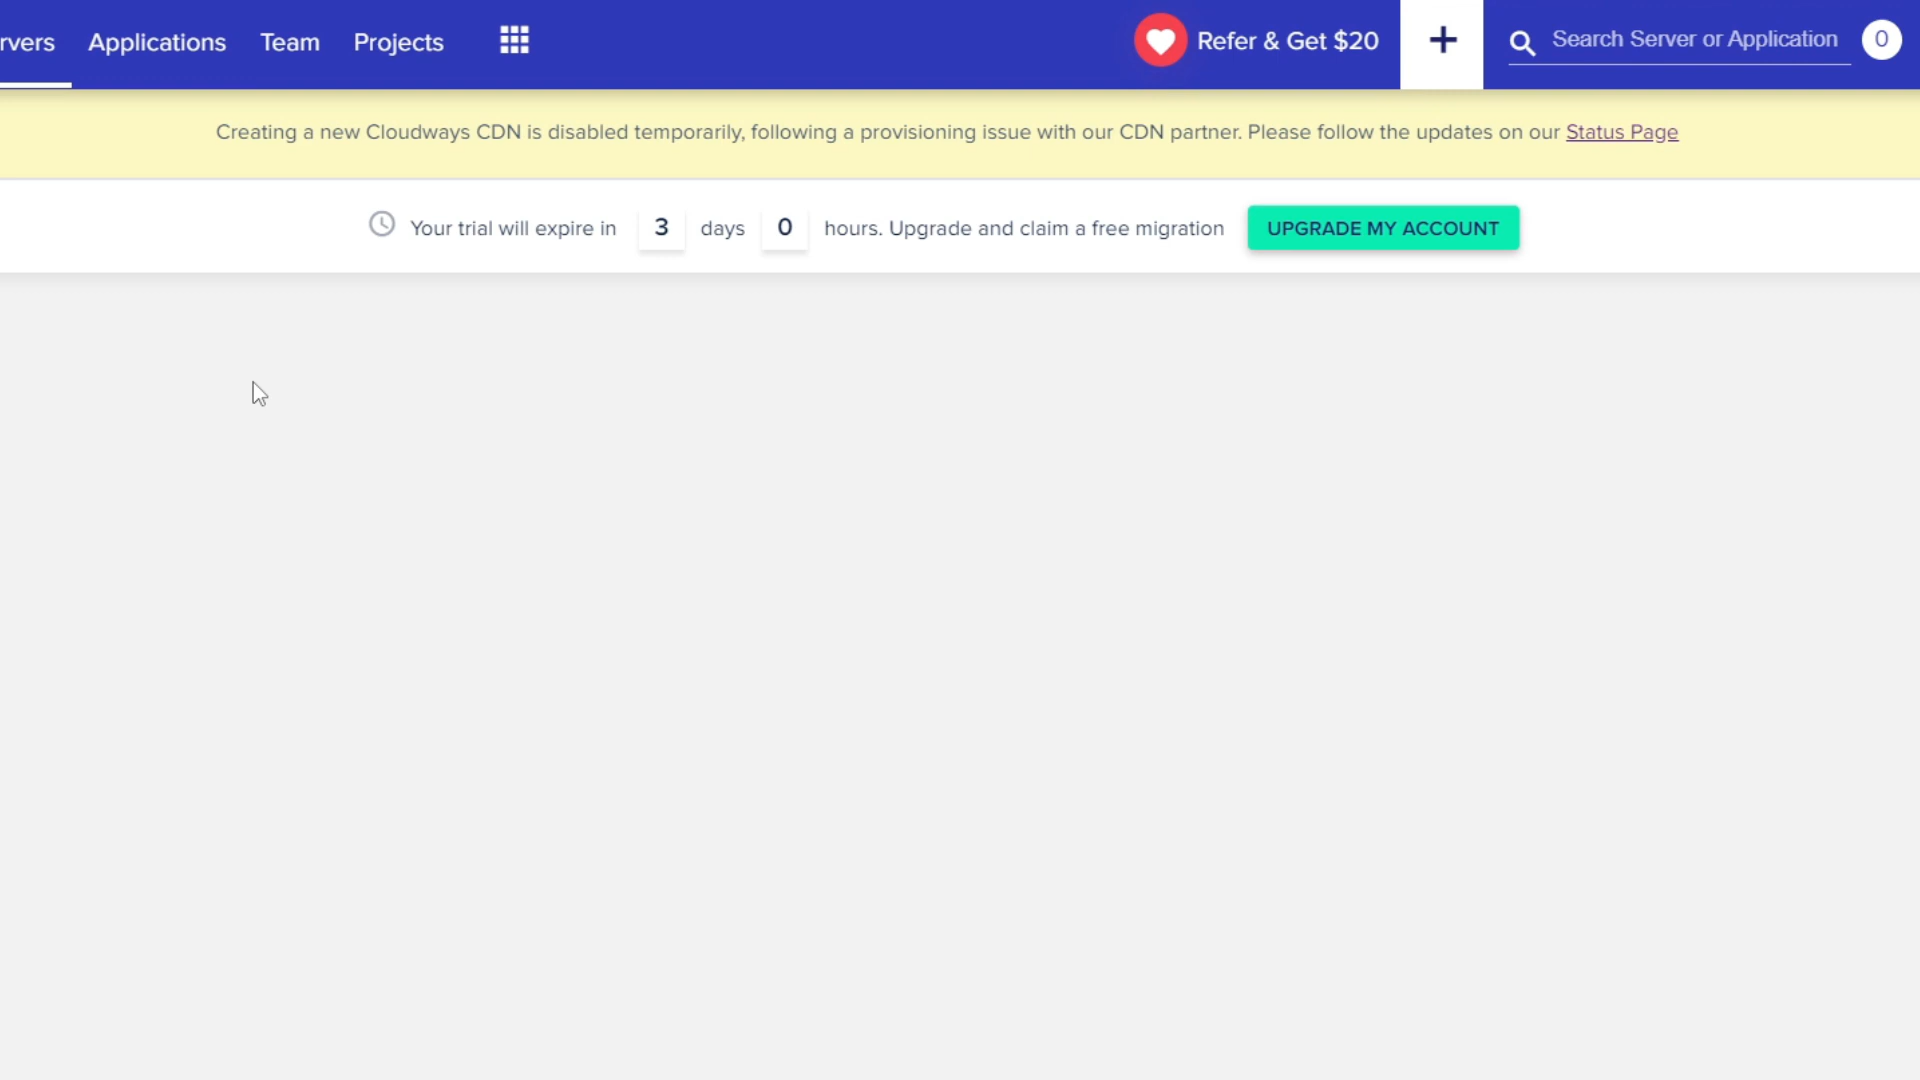 rvers Applications Team Projects Refer & Get $20 + Search Server or Application 0
Creating a new Cloudways CDN is disabled temporarily, following a provisioning issue with our CDN partner. Please follow the updates on our Status Page
Your trial will expire in 3 days 0 hours. Upgrade and claim a free migration UPGRADE MY ACCOUNT